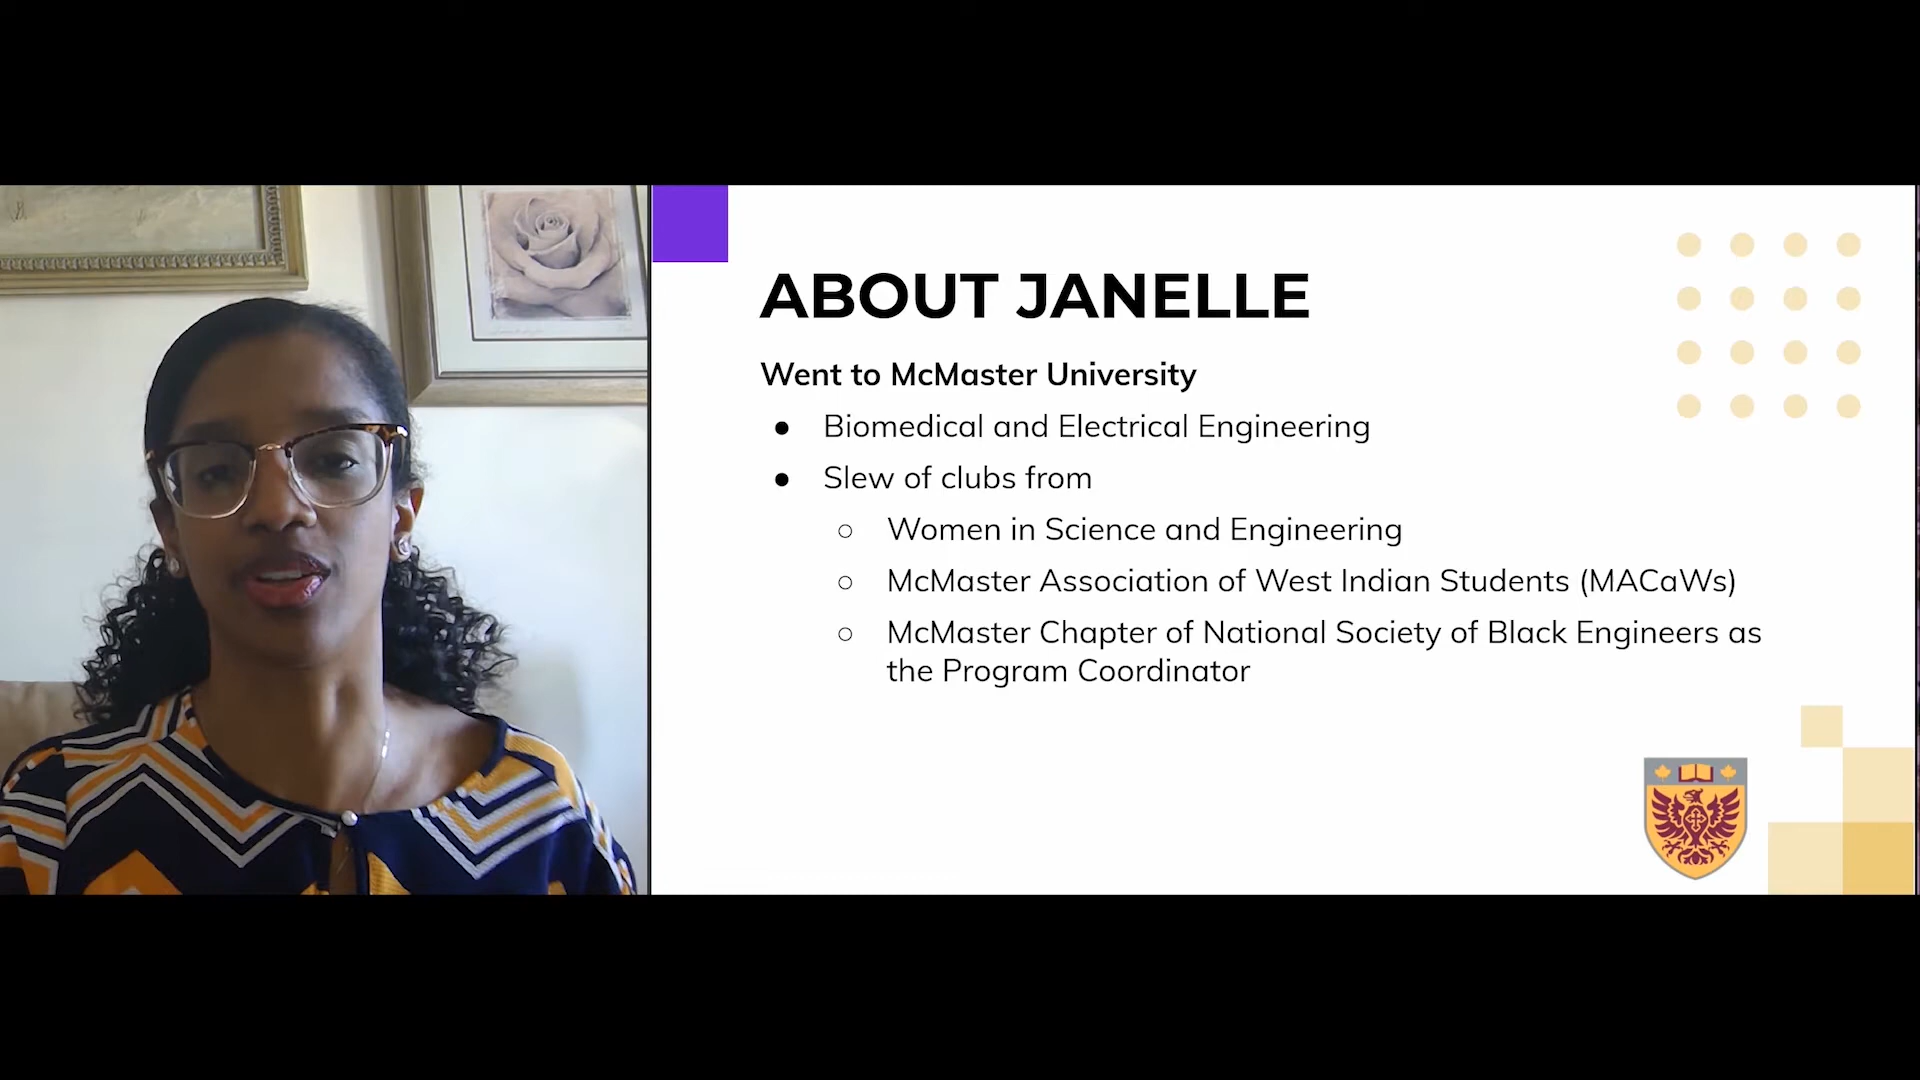 ABOUT JANELLE
Went to McMaster University
● Biomedical and Electrical Engineering
● Slew of clubs from
○ Women in Science and Engineering
○ McMaster Association of West Indian Students (MACaWs)
○ McMaster Chapter of National Society of Black Engineers as
the Program Coordinator